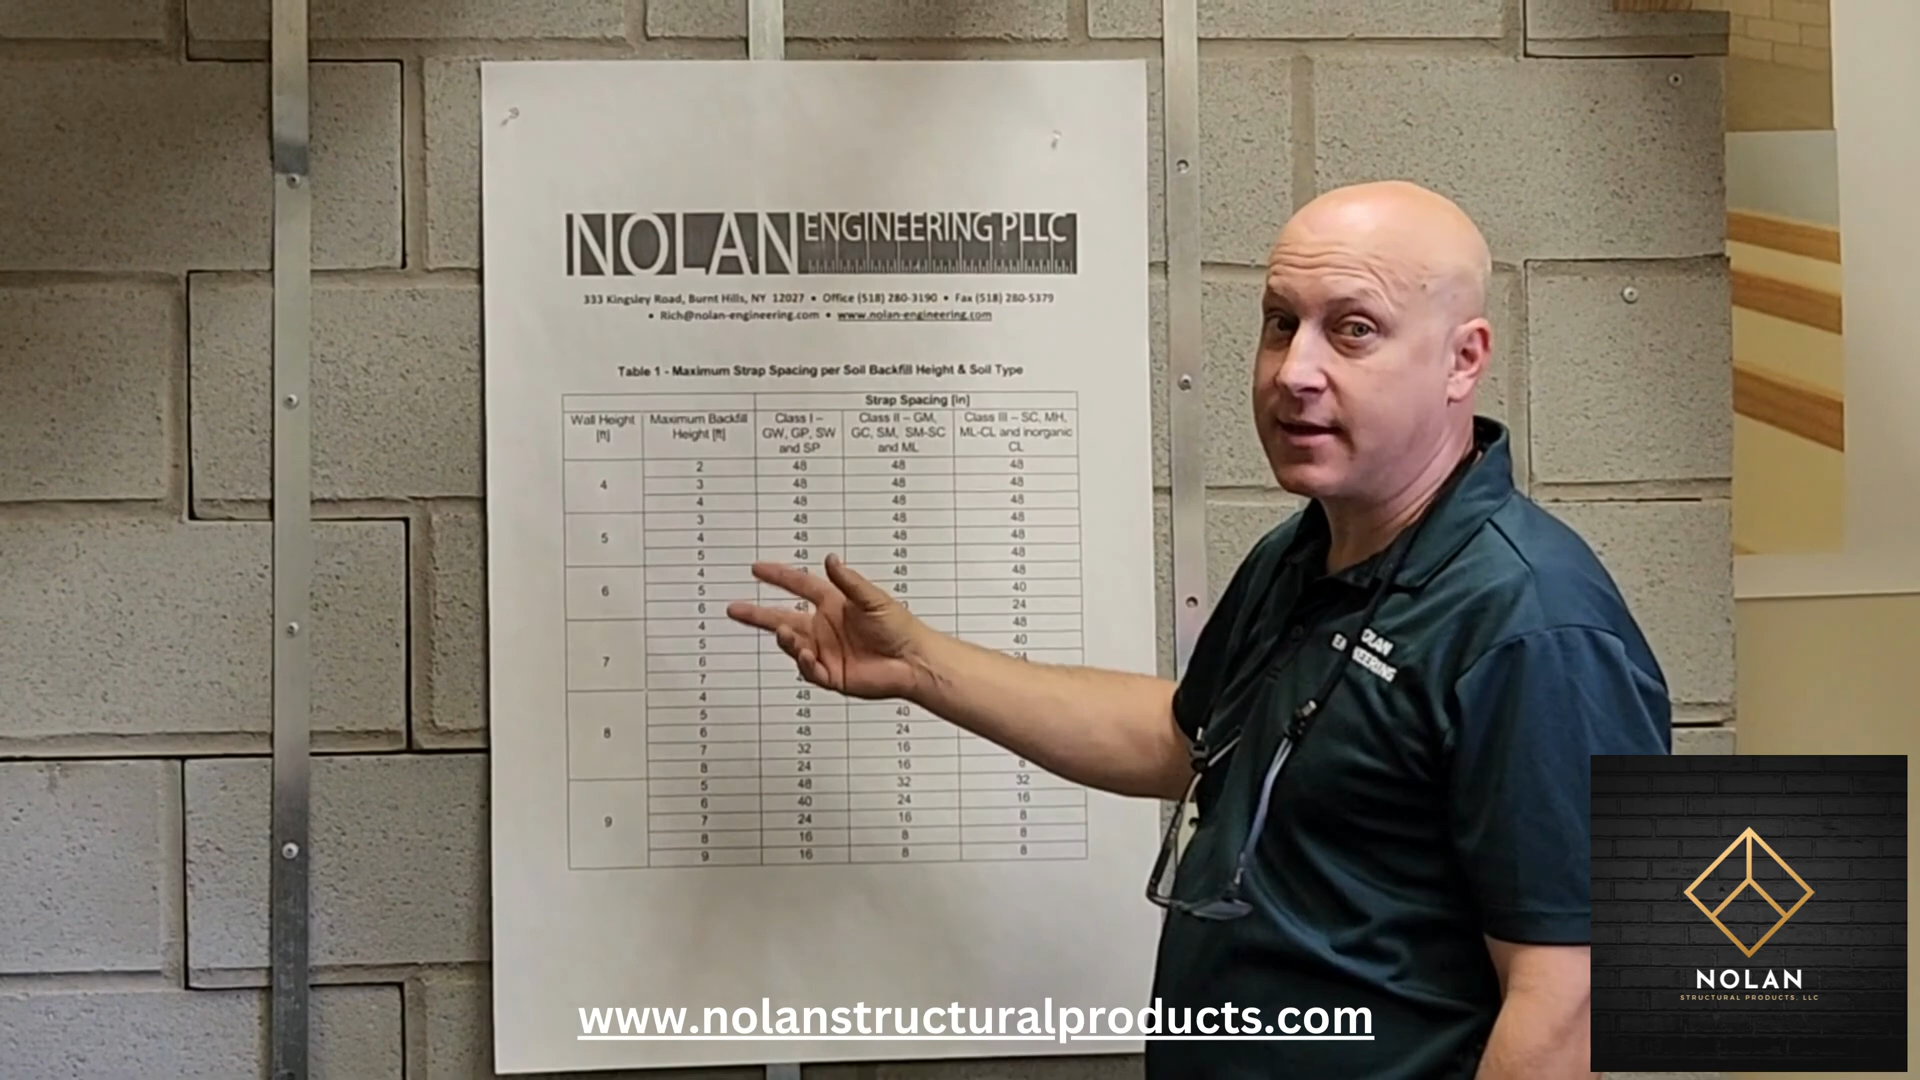 NOLAN ENGINEERING PLLC
333 Kingsley Road, Burnt Hills, NY 12027 • Office (518) 280-3190 • Fax (518) 280-5379
• Rich@nolan-engineering.com • www.nolan-engineering.com
Table 1 - Maximum Strap Spacing per Soil Backfill Height & Soil Type
Strap Spacing [in]
Wall Height [ft] Maximum Backfill Height [ft] Class I – GW, GP, SW and SP Class II – GM, GC, SM, SM-SC and ML Class III – SC, MH, ML-CL and inorganic CL
4 2 48 48 48
3 48 48 48
4 48 48 48
5 3 48 48 48
4 48 48 48
5 48 48 48
6 4 48 48
5 48 40
6 48 24
7 4 48
5 40
6
7
8 4 48
5 48 40
6 48 24
7 32 16
8 24 16
9 5 48 32 32
6 40 24 16
7 24 16 8
8 16 8 8
9 16 8 8
NOLAN
NOLAN
STRUCTURAL PRODUCTS, LLC
www.nolanstructuralproducts.com